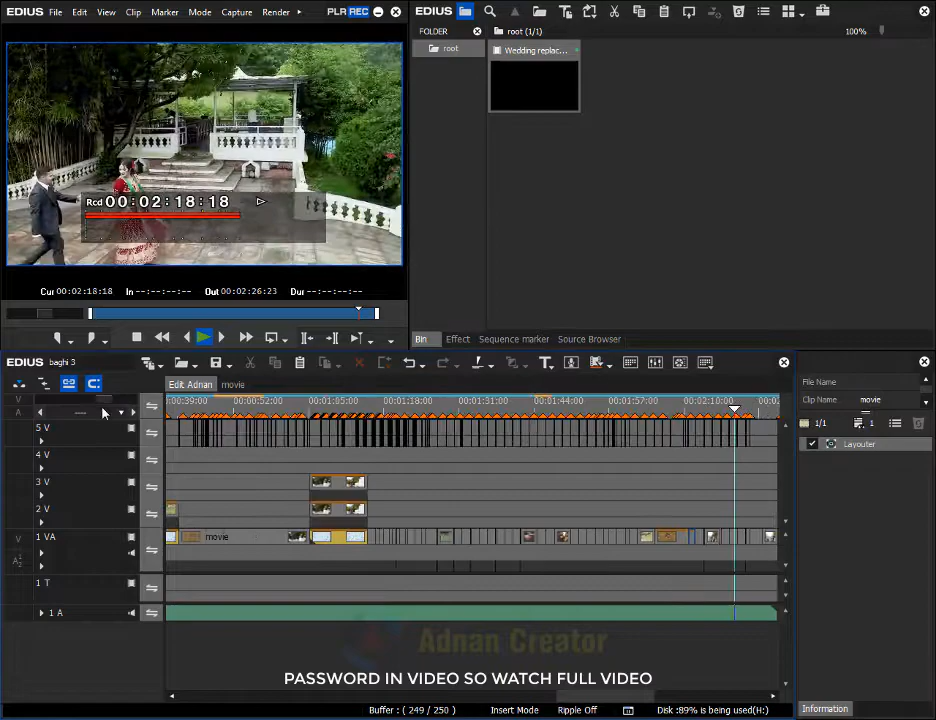 EDIUS File Edit View Clip Marker Mode Capture Render PLR REC
EDIUS
FOLDER root (1/1) 100%
root
Wedding replac...
Rcd 00:02:18:18
Cur 00:02:18:18 In --:--:--:-- Out 00:02:26:23 Dur --:--:--:--
Bin Effect Sequence marker Source Browser
EDIUS baghi 3
Edit Adnan movie
File Name
Clip Name movie
1/1 1
Layouter
V
A
00:00:39:00 00:00:52:00 00:01:05:00 00:01:18:00 00:01:31:00 00:01:44:00 00:01:57:00 00:02:10:00
5 V
4 V
3 V
2 V
V 1 VA movie
1 T
1 A
Adnan Creator
PASSWORD IN VIDEO SO WATCH FULL VIDEO
Buffer : ( 249 / 250 ) Insert Mode Ripple Off Disk :89% is being used(H:)
Information